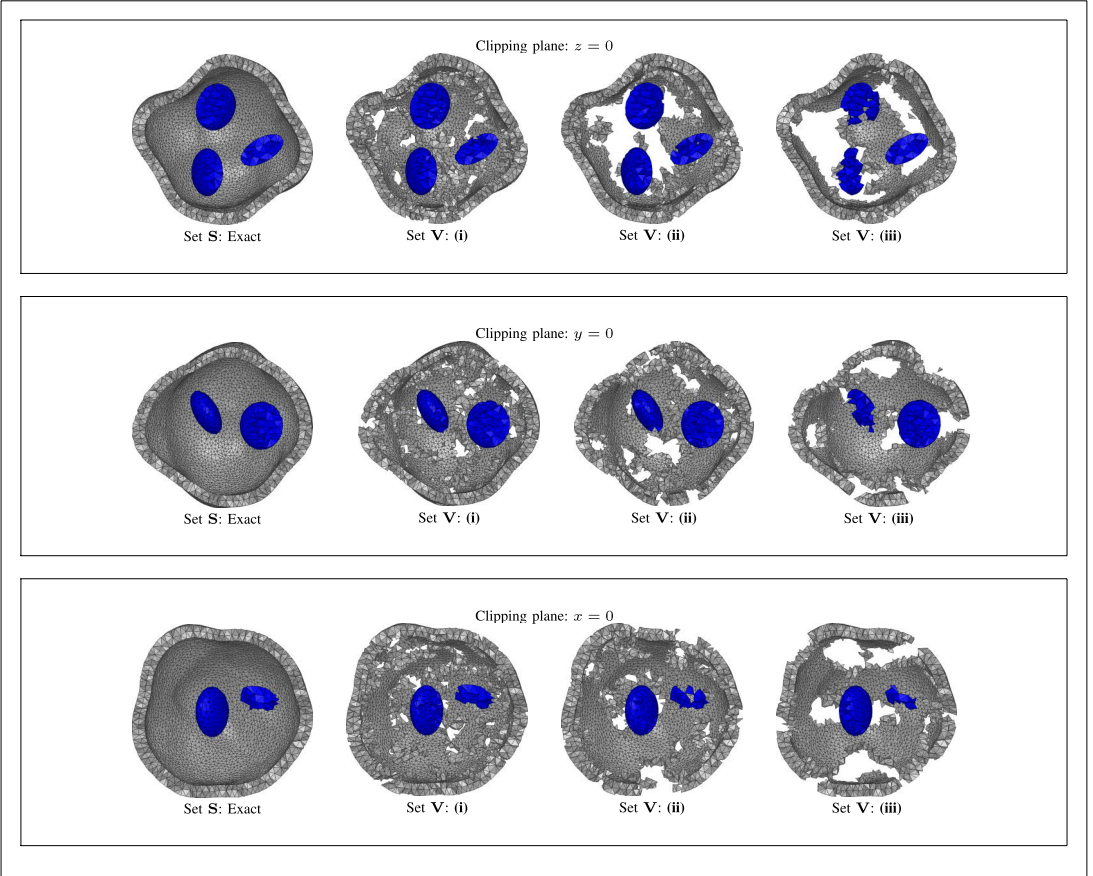 Clipping plane: z = 0
Set S: Exact
Set V: (i)
Set V: (ii)
Set V: (iii)
Clipping plane: y = 0
Set S: Exact
Set V: (i)
Set V: (ii)
Set V: (iii)
Clipping plane: x = 0
Set S: Exact
Set V: (i)
Set V: (ii)
Set V: (iii)